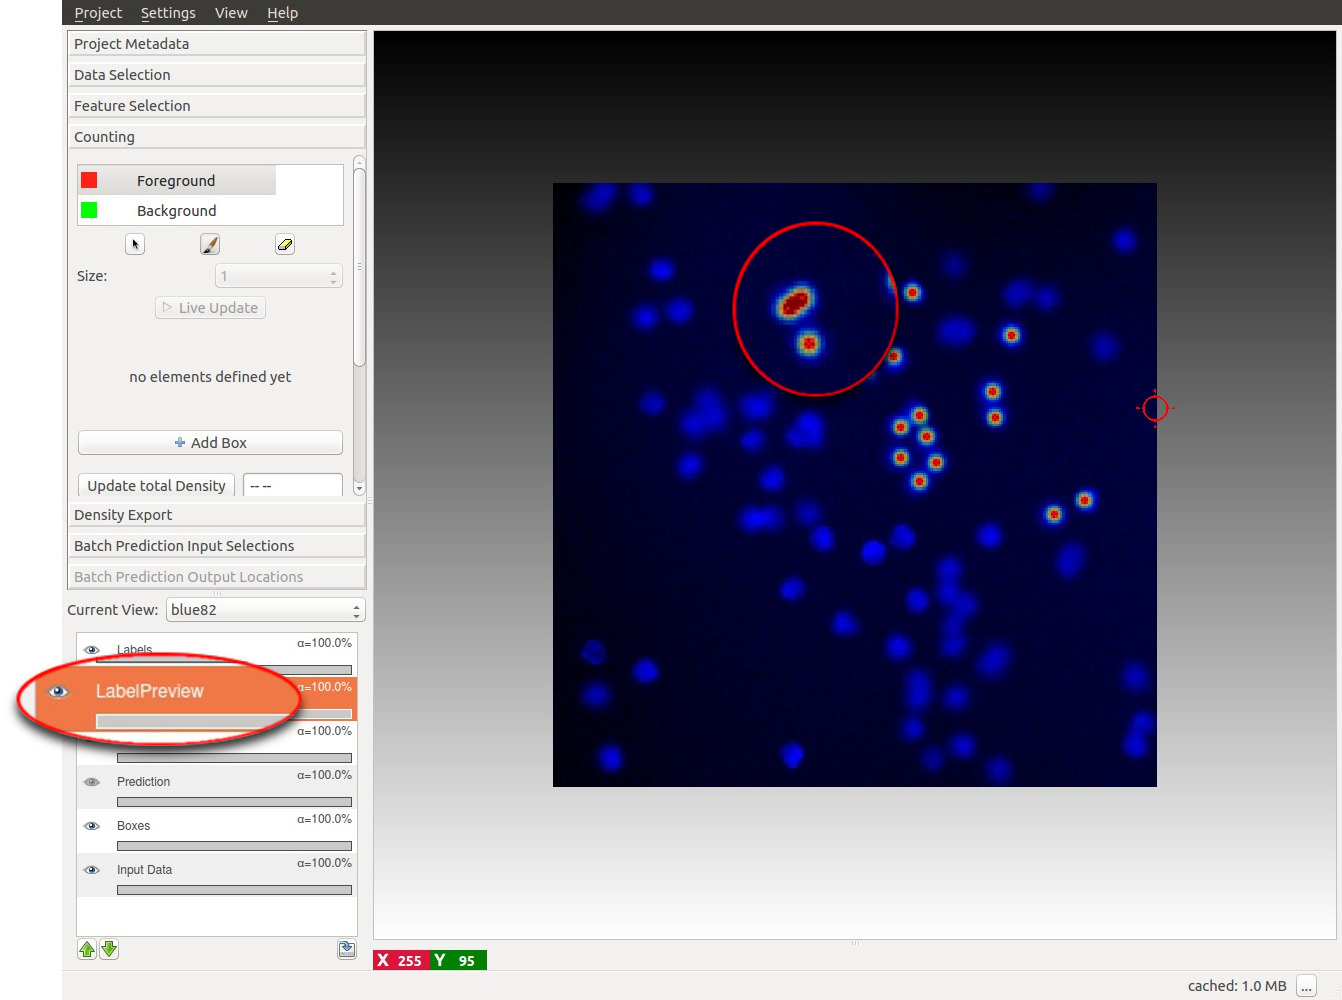 Project Settings View Help
Project Metadata
Data Selection
Feature Selection
Counting
Foreground
Background
Size: 1
Live Update
no elements defined yet
Add Box
Update total Density -- --
Density Export
Batch Prediction Input Selections
Batch Prediction Output Locations
Current View: blue82
Labels α=100.0%
LabelPreview α=100.0%
α=100.0%
Prediction α=100.0%
Boxes α=100.0%
Input Data α=100.0%
X 255 Y 95
cached: 1.0 MB ...